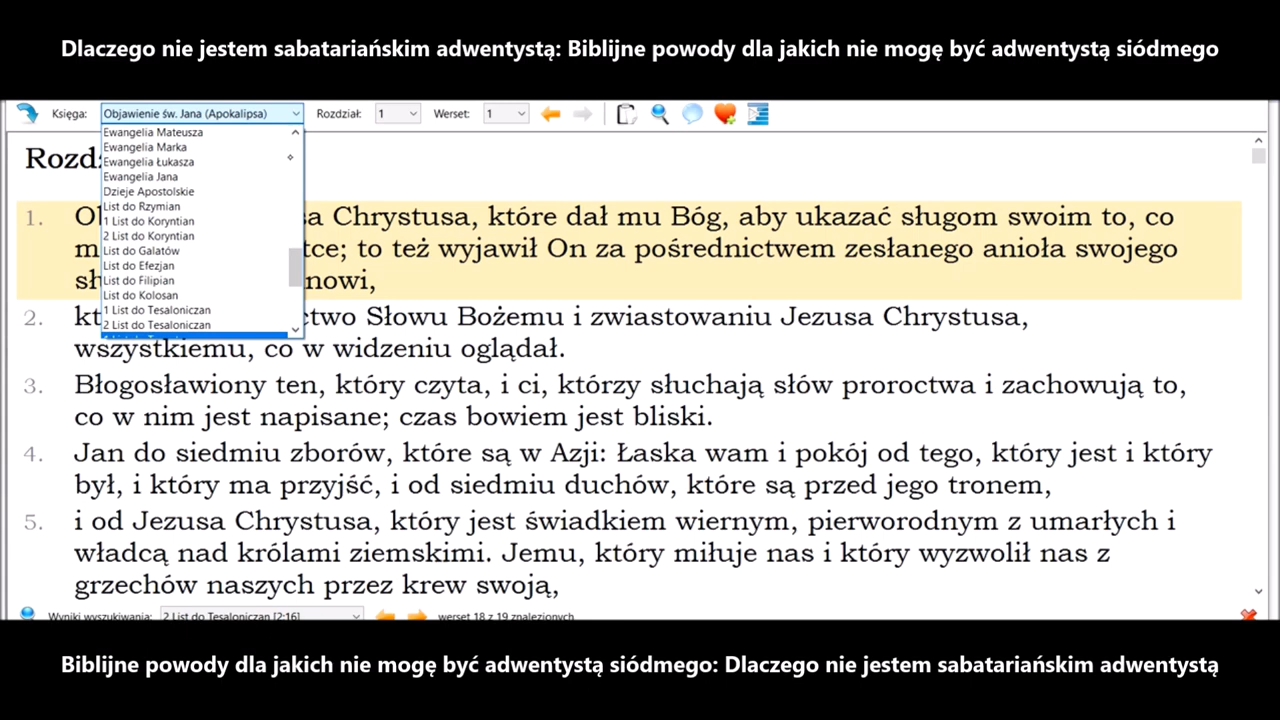 Dlaczego nie jestem sabatariańskim adwentystą: Biblijne powody dla jakich nie mogę być adwentystą siódmego
Księga: Objawienie św. Jana (Apokalipsa) Rozdział: 1 Werset: 1
Ewangelia Mateusza
Ewangelia Marka
Ewangelia Łukasza
Ewangelia Jana
Dzieje Apostolskie
List do Rzymian
1 List do Koryntian
2 List do Koryntian
List do Galatów
List do Efezjan
List do Filipian
List do Kolosan
1 List do Tesaloniczan
2 List do Tesaloniczan
Rozd
1. Ob sa Chrystusa, które dał mu Bóg, aby ukazać sługom swoim to, co
m tce; to też wyjawił On za pośrednictwem zesłanego anioła swojego
sł nowi,
2. kt ctwo Słowu Bożemu i zwiastowaniu Jezusa Chrystusa,
wszystkiemu, co w widzeniu oglądał.
3. Błogosławiony ten, który czyta, i ci, którzy słuchają słów proroctwa i zachowują to,
co w nim jest napisane; czas bowiem jest bliski.
4. Jan do siedmiu zborów, które są w Azji: Łaska wam i pokój od tego, który jest i który
był, i który ma przyjść, i od siedmiu duchów, które są przed jego tronem,
5. i od Jezusa Chrystusa, który jest świadkiem wiernym, pierworodnym z umarłych i
władcą nad królami ziemskimi. Jemu, który miłuje nas i który wyzwolił nas z
grzechów naszych przez krew swoją,
Wyniki wyszukiwania: 2 List do Tesaloniczan [2:16] werset 18 z 19 znalezionych
Biblijne powody dla jakich nie mogę być adwentystą siódmego: Dlaczego nie jestem sabatariańskim adwentystą